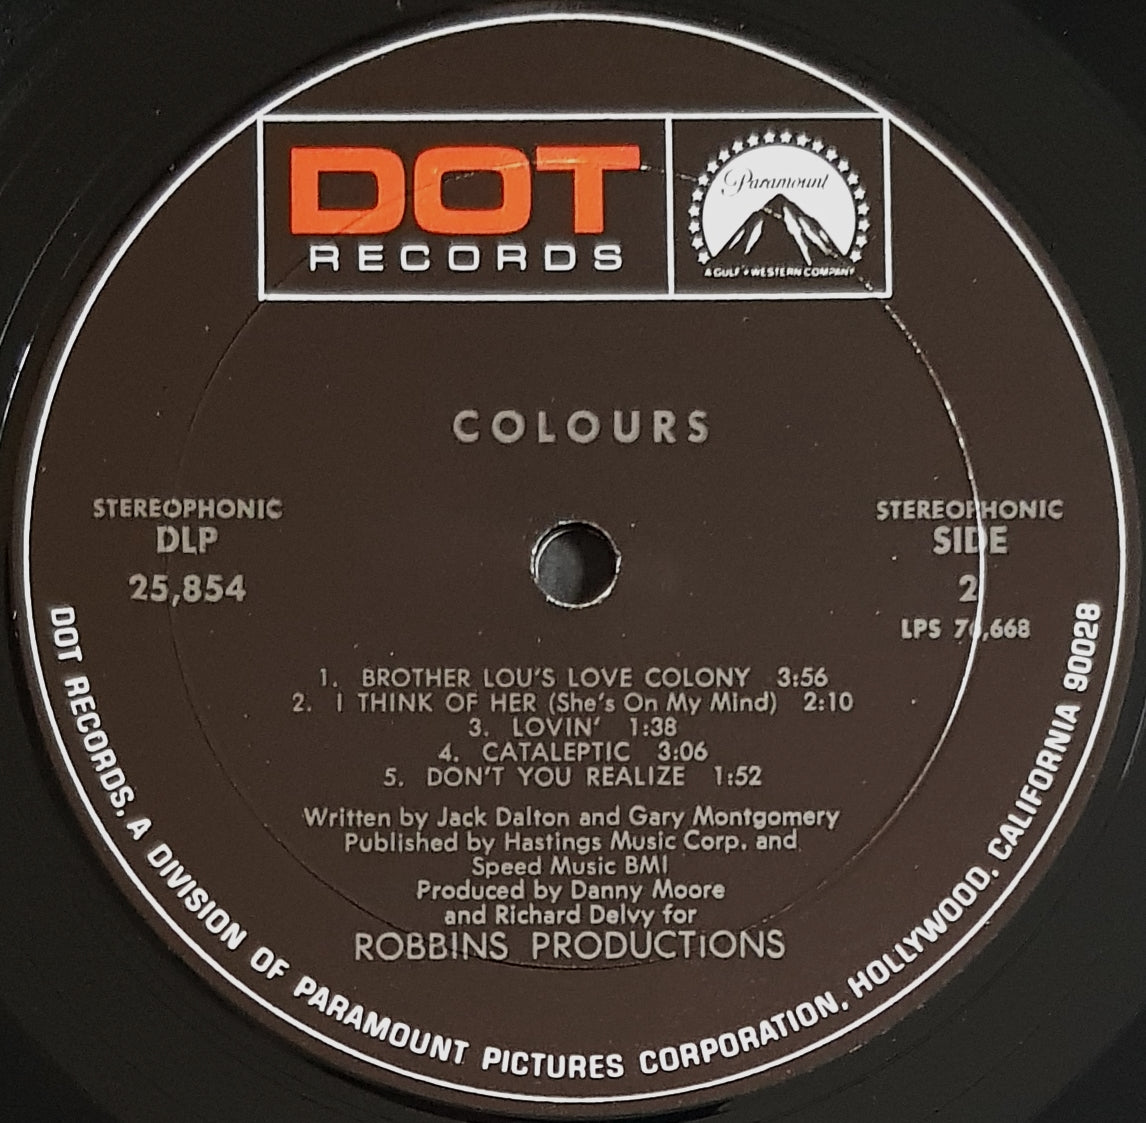 DOT
RECORDS
Paramount
A GULF + WESTERN COMPANY
COLOURS
STEREOPHONIC
DLP
25,854
STEREOPHONIC
SIDE
2
LPS 76,668
1. BROTHER LOU'S LOVE COLONY 3:56
2. I THINK OF HER (She's On My Mind) 2:10
3. LOVIN' 1:38
4. CATALEPTIC 3:06
5. DON'T YOU REALIZE 1:52
Written by Jack Dalton and Gary Montgomery
Published by Hastings Music Corp. and
Speed Music BMI
Produced by Danny Moore
and Richard Delvy for
ROBBINS PRODUCTIONS
DOT RECORDS, A DIVISION OF PARAMOUNT PICTURES CORPORATION, HOLLYWOOD, CALIFORNIA 90028